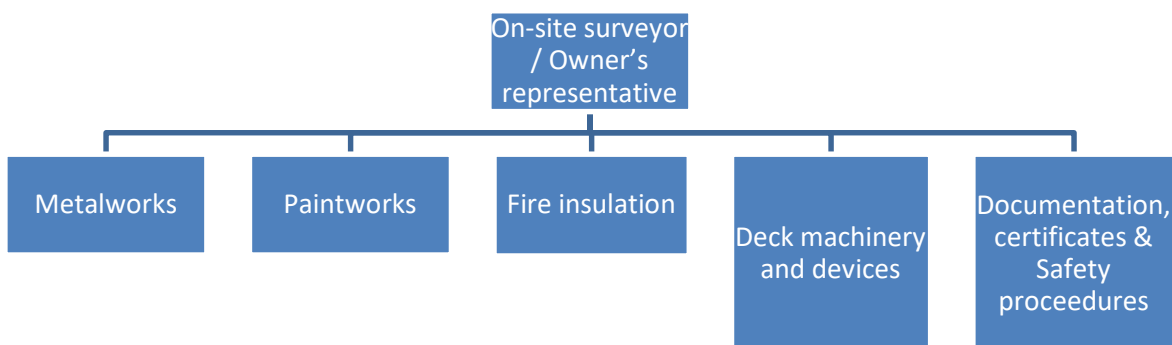 On-site surveyor
/ Owner’s
representative
Metalworks
Paintworks
Fire insulation
Deck machinery
and devices
Documentation,
certificates &
Safety
proceedures